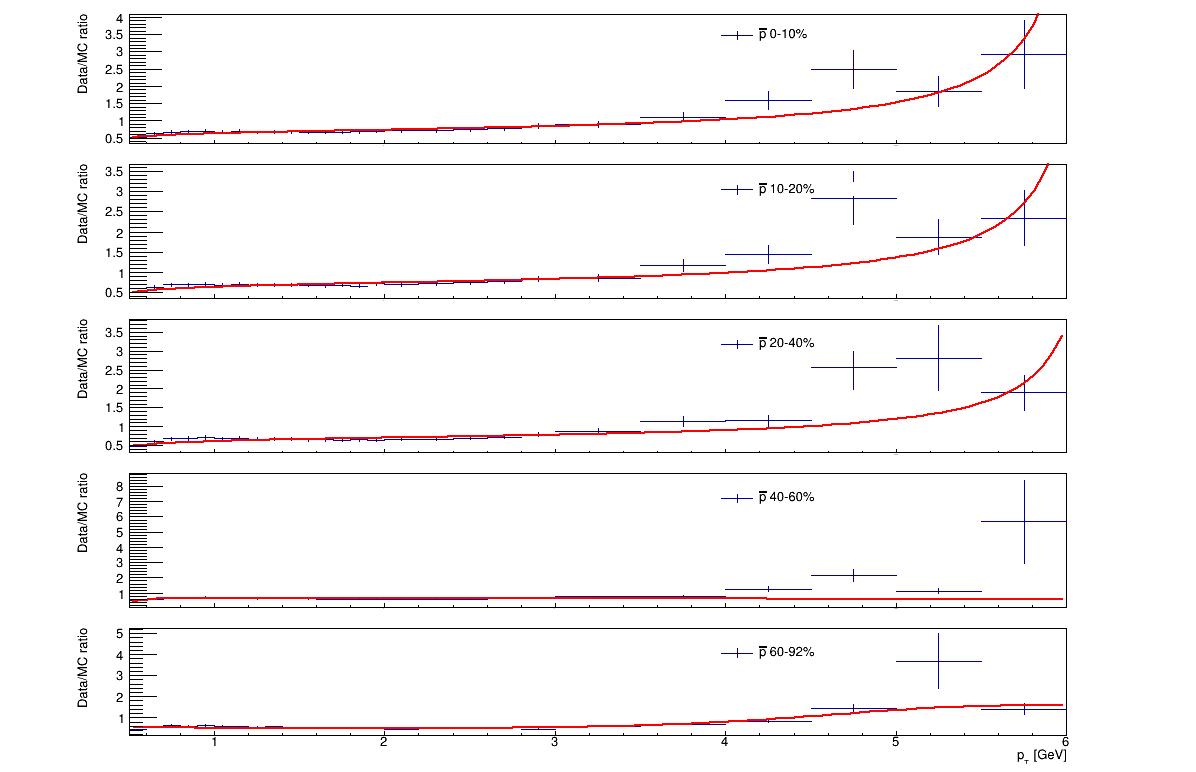 Data/MC ratio
p̅ 0-10%
4
3.5
3
2.5
2
1.5
1
0.5
Data/MC ratio
p̅ 10-20%
3.5
3
2.5
2
1.5
1
0.5
Data/MC ratio
p̅ 20-40%
3.5
3
2.5
2
1.5
1
0.5
Data/MC ratio
p̅ 40-60%
8
7
6
5
4
3
2
1
Data/MC ratio
p̅ 60-92%
5
4
3
2
1
1 2 3 4 5 6
p_T [GeV]